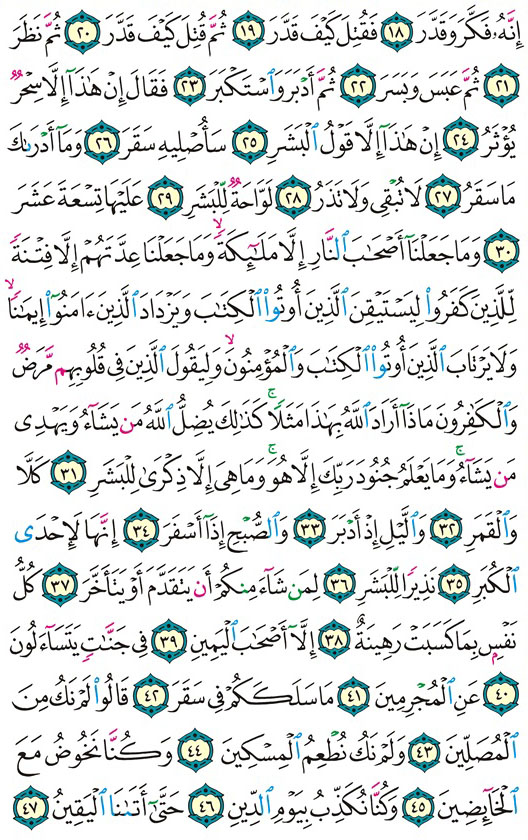 إِنَّهُۥ فَكَّرَ وَقَدَّرَ ١٨ فَقُتِلَ كَيْفَ قَدَّرَ ١٩ ثُمَّ قُتِلَ كَيْفَ قَدَّرَ ٢٠ ثُمَّ نَظَرَ
٢١ ثُمَّ عَبَسَ وَبَسَرَ ٢٢ ثُمَّ أَدْبَرَ وَٱسْتَكْبَرَ ٢٣ فَقَالَ إِنْ هَٰذَآ إِلَّا سِحْرٌ
يُؤْثَرُ ٢٤ إِنْ هَٰذَآ إِلَّا قَوْلُ ٱلْبَشَرِ ٢٥ سَأُصْلِيهِ سَقَرَ ٢٦ وَمَآ أَدْرَىٰكَ
مَا سَقَرُ ٢٧ لَا تُبْقِى وَلَا تَذَرُ ٢٨ لَوَّاحَةٌ لِّلْبَشَرِ ٢٩ عَلَيْهَا تِسْعَةَ عَشَرَ
٣٠ وَمَا جَعَلْنَآ أَصْحَٰبَ ٱلنَّارِ إِلَّا مَلَٰٓئِكَةً ۙ وَمَا جَعَلْنَا عِدَّتَهُمْ إِلَّا فِتْنَةً
لِّلَّذِينَ كَفَرُوا۟ لِيَسْتَيْقِنَ ٱلَّذِينَ أُوتُوا۟ ٱلْكِتَٰبَ وَيَزْدَادَ ٱلَّذِينَ ءَامَنُوٓا۟ إِيمَٰنًا ۙ
وَلَا يَرْتَابَ ٱلَّذِينَ أُوتُوا۟ ٱلْكِتَٰبَ وَٱلْمُؤْمِنُونَ ۙ وَلِيَقُولَ ٱلَّذِينَ فِى قُلُوبِهِم مَّرَضٌ
وَٱلْكَٰفِرُونَ مَاذَآ أَرَادَ ٱللَّهُ بِهَٰذَا مَثَلًا ۚ كَذَٰلِكَ يُضِلُّ ٱللَّهُ مَن يَشَآءُ وَيَهْدِى
مَن يَشَآءُ ۚ وَمَا يَعْلَمُ جُنُودَ رَبِّكَ إِلَّا هُوَ ۚ وَمَا هِىَ إِلَّا ذِكْرَىٰ لِلْبَشَرِ ٣١ كَلَّا
وَٱلْقَمَرِ ٣٢ وَٱلَّيْلِ إِذْ أَدْبَرَ ٣٣ وَٱلصُّبْحِ إِذَآ أَسْفَرَ ٣٤ إِنَّهَا لَإِحْدَى
ٱلْكُبَرِ ٣٥ نَذِيرًا لِّلْبَشَرِ ٣٦ لِمَن شَآءَ مِنكُمْ أَن يَتَقَدَّمَ أَوْ يَتَأَخَّرَ ٣٧ كُلُّ
نَفْسٍۭ بِمَا كَسَبَتْ رَهِينَةٌ ٣٨ إِلَّآ أَصْحَٰبَ ٱلْيَمِينِ ٣٩ فِى جَنَّٰتٍ يَتَسَآءَلُونَ
٤٠ عَنِ ٱلْمُجْرِمِينَ ٤١ مَا سَلَكَكُمْ فِى سَقَرَ ٤٢ قَالُوا۟ لَمْ نَكُ مِنَ
ٱلْمُصَلِّينَ ٤٣ وَلَمْ نَكُ نُطْعِمُ ٱلْمِسْكِينَ ٤٤ وَكُنَّا نَخُوضُ مَعَ
ٱلْخَآئِضِينَ ٤٥ وَكُنَّا نُكَذِّبُ بِيَوْمِ ٱلدِّينِ ٤٦ حَتَّىٰٓ أَتَىٰنَا ٱلْيَقِينُ ٤٧